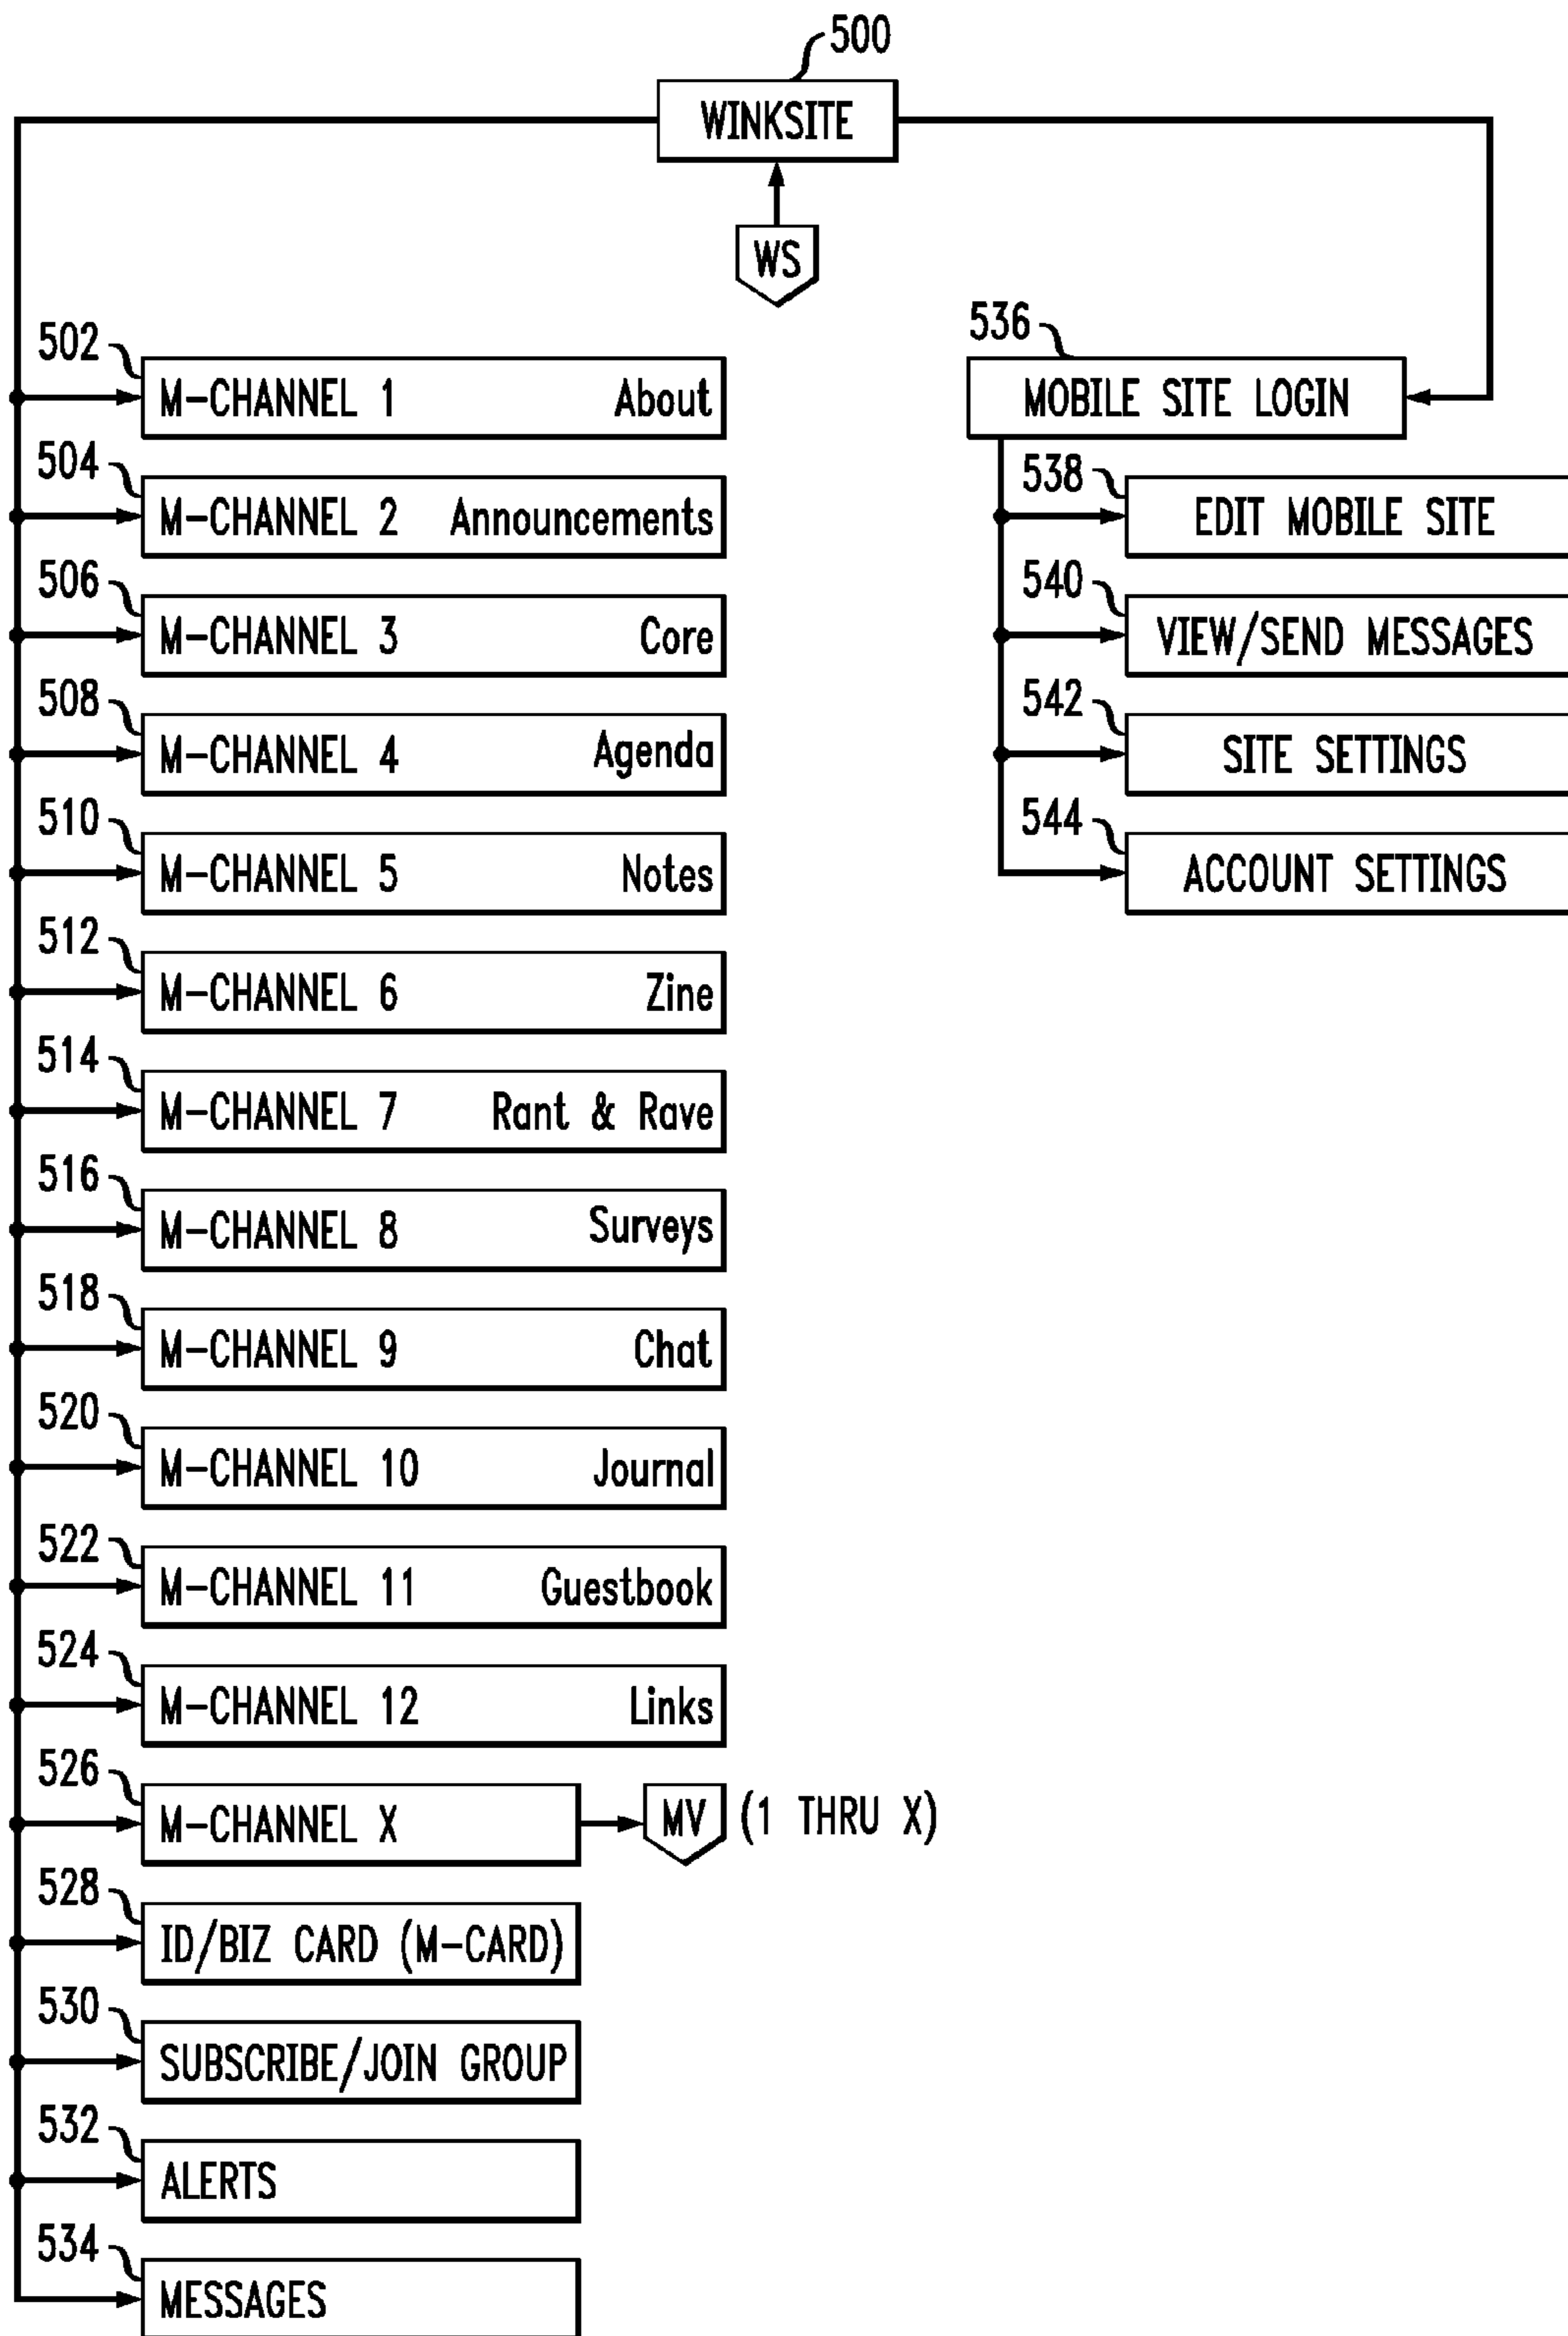 500
WINKSITE
WS
502
M-CHANNEL 1 About
504
M-CHANNEL 2 Announcements
506
M-CHANNEL 3 Core
508
M-CHANNEL 4 Agenda
510
M-CHANNEL 5 Notes
512
M-CHANNEL 6 Zine
514
M-CHANNEL 7 Rant & Rave
516
M-CHANNEL 8 Surveys
518
M-CHANNEL 9 Chat
520
M-CHANNEL 10 Journal
522
M-CHANNEL 11 Guestbook
524
M-CHANNEL 12 Links
526
M-CHANNEL X
MV (1 THRU X)
528
ID/BIZ CARD (M-CARD)
530
SUBSCRIBE/JOIN GROUP
532
ALERTS
534
MESSAGES
536
MOBILE SITE LOGIN
538
EDIT MOBILE SITE
540
VIEW/SEND MESSAGES
542
SITE SETTINGS
544
ACCOUNT SETTINGS